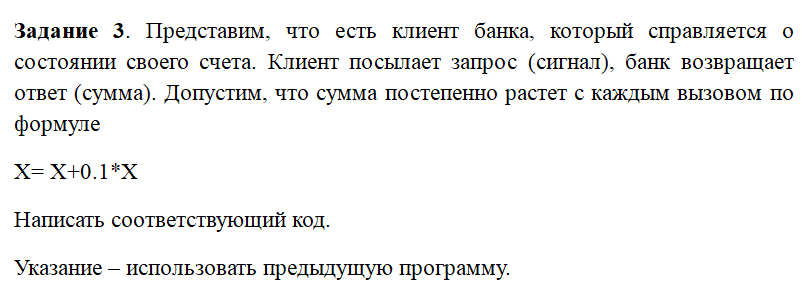 Задание 3. Представим, что есть клиент банка, который справляется о
состоянии своего счета. Клиент посылает запрос (сигнал), банк возвращает
ответ (сумма). Допустим, что сумма постепенно растет с каждым вызовом по
формуле
X= X+0.1*X
Написать соответствующий код.
Указание – использовать предыдущую программу.